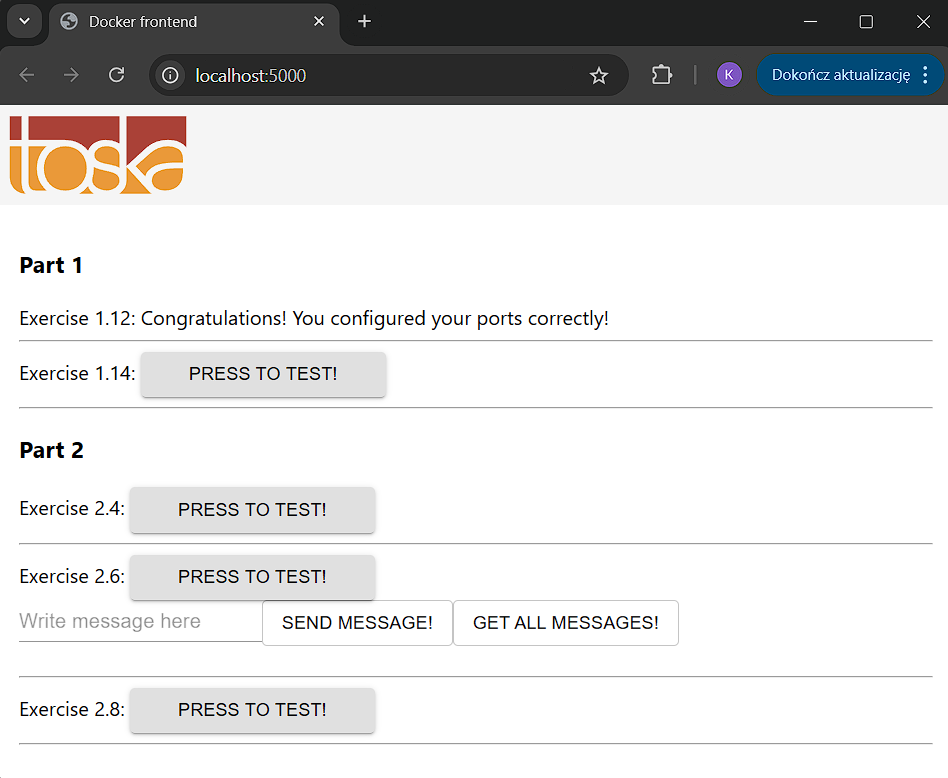 Docker frontend
localhost:5000
K
Dokończ aktualizację
toska
Part 1
Exercise 1.12: Congratulations! You configured your ports correctly!
Exercise 1.14: PRESS TO TEST!
Part 2
Exercise 2.4: PRESS TO TEST!
Exercise 2.6: PRESS TO TEST!
Write message here SEND MESSAGE! GET ALL MESSAGES!
Exercise 2.8: PRESS TO TEST!